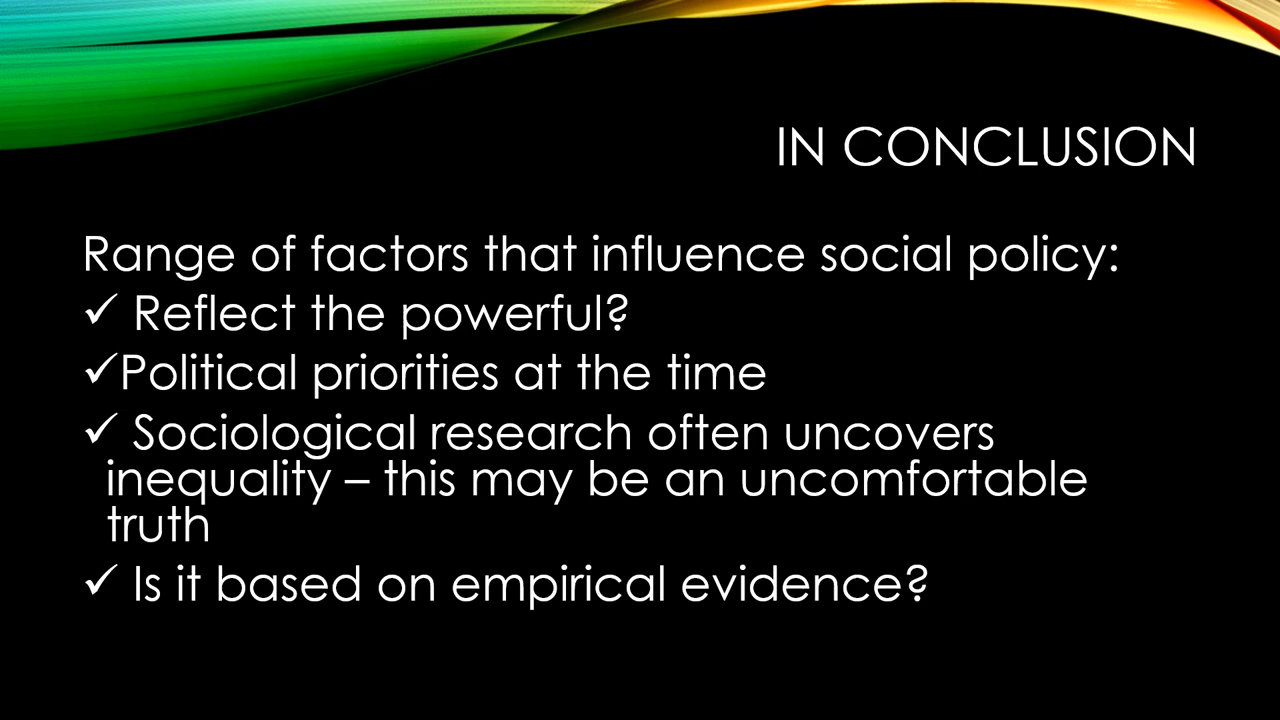 IN CONCLUSION
Range of factors that influence social policy:
✓ Reflect the powerful?
✓Political priorities at the time
✓ Sociological research often uncovers
inequality – this may be an uncomfortable
truth
✓ Is it based on empirical evidence?